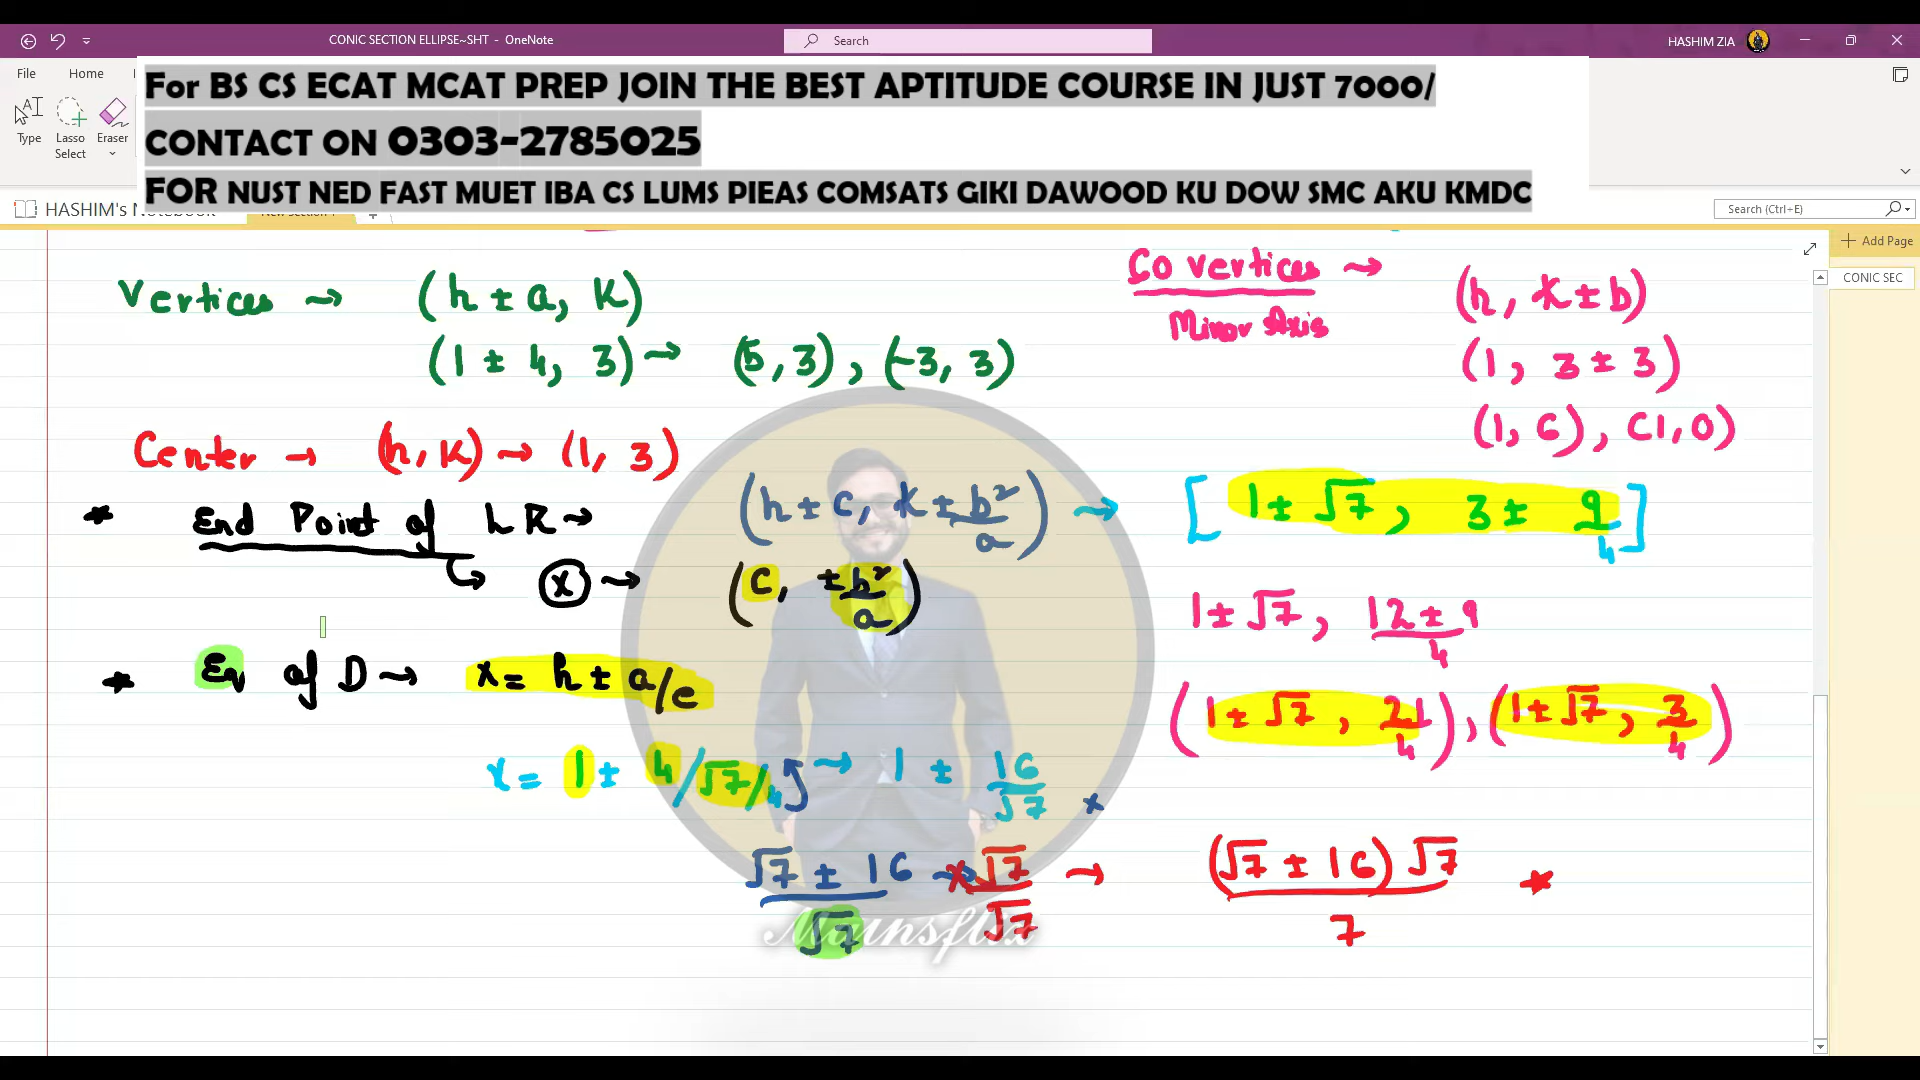 CONIC SECTION ELLIPSE~SHT - OneNote
Search
HASHIM ZIA
File
Home
For BS CS ECAT MCAT PREP JOIN THE BEST APTITUDE COURSE IN JUST 7000/
CONTACT ON 0303-2785025
FOR NUST NED FAST MUET IBA CS LUMS PIEAS COMSATS GIKI DAWOOD KU DOW SMC AKU KMDC
Type
Lasso Select
Eraser
HASHIM's Notebook
Search (Ctrl+E)
Add Page
CONIC SEC
Vertices → (h ± a, K)
(1 ± 4, 3) → (5, 3), (-3, 3)
Co vertices → (h, k ± b)
Minor Axis
(1, 3 ± 3)
(1, 6), (1, 0)
Center → (h, K) → (1, 3)
* End Point of LR → (h ± c, k ± b²/a) → [1 ± √7, 3 ± 9/4]
(x) → (c, ± b²/a)
1 ± √7, 12 ± 9/4
(1 ± √7, 21/4), (1 ± √7, 3/4)
* Eq of D → x = h ± a/e
x = 1 ± 4/√7/4 → 1 ± 16/√7 x
√7 ± 16/√7 x √7/√7 → (√7 ± 16)√7/7 *